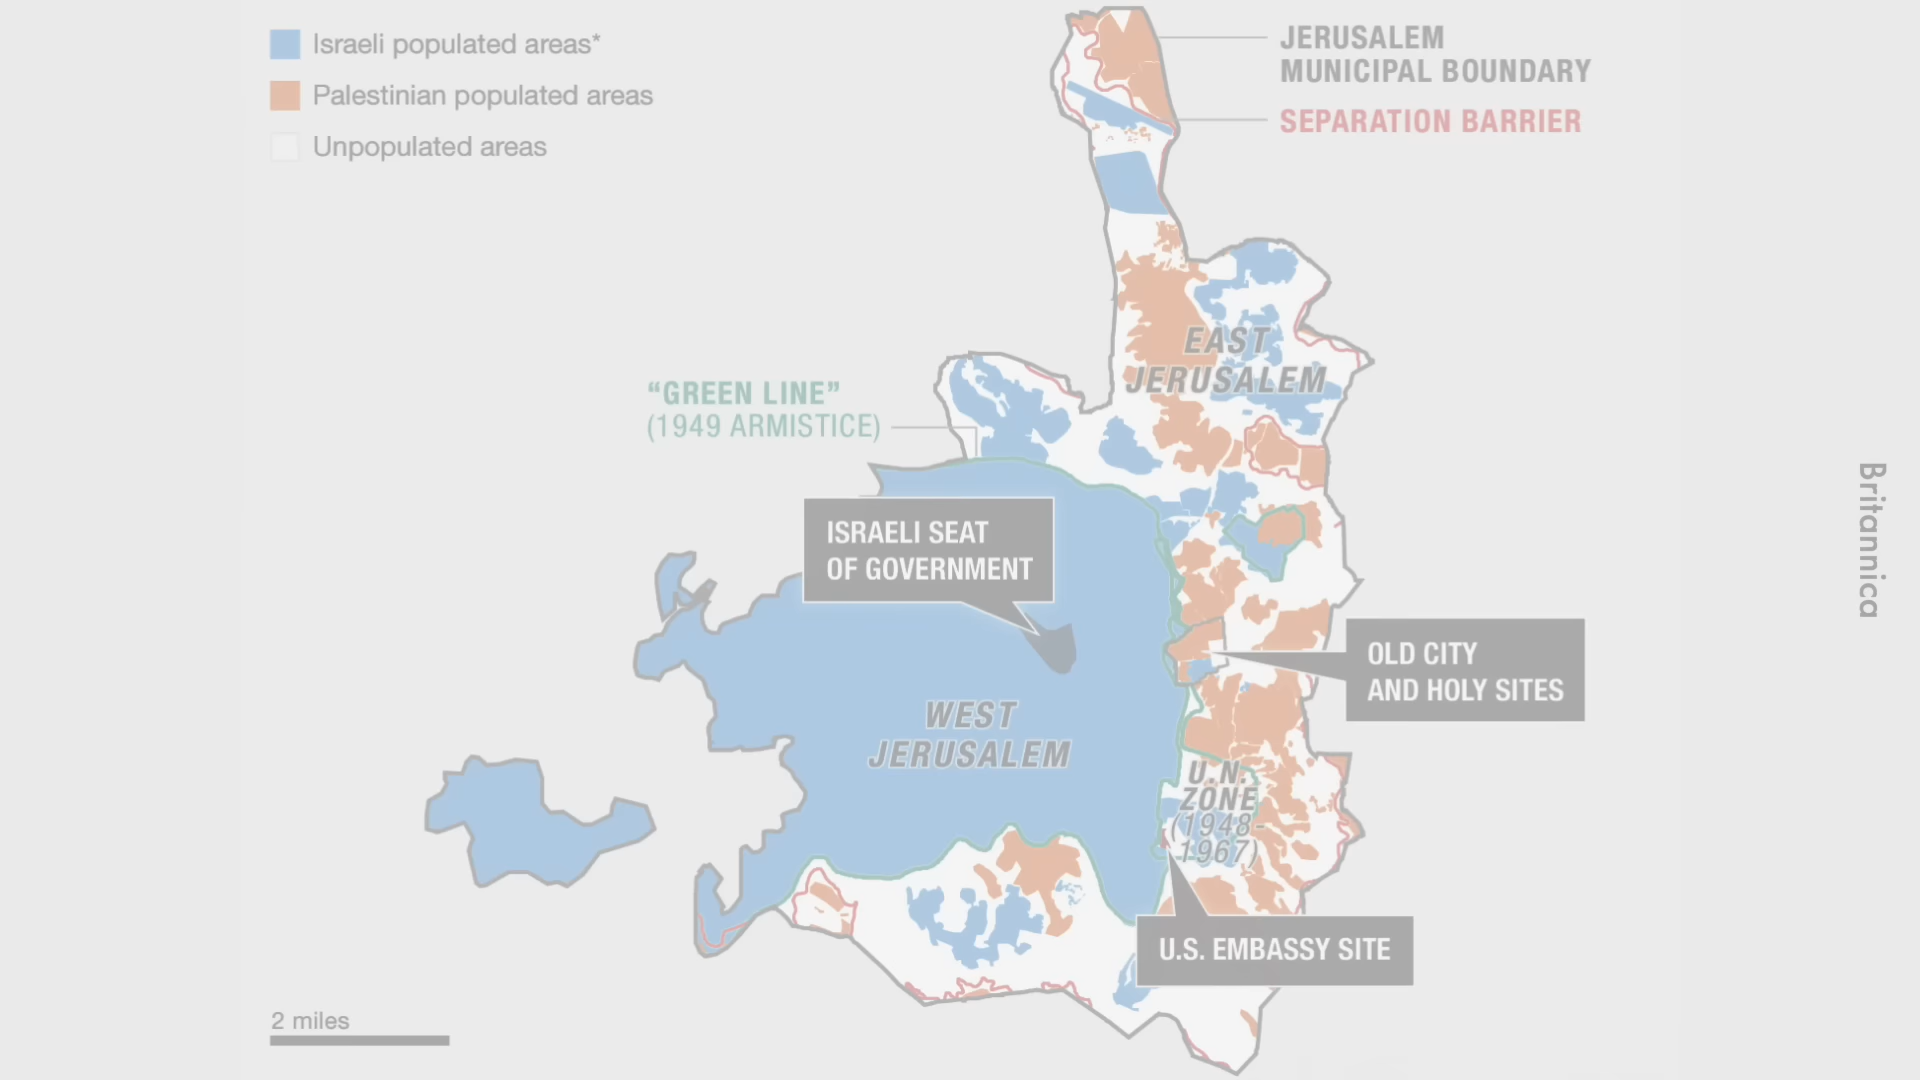 Israeli populated areas*
Palestinian populated areas
Unpopulated areas
JERUSALEM
MUNICIPAL BOUNDARY
SEPARATION BARRIER
EAST
JERUSALEM
“GREEN LINE”
(1949 ARMISTICE)
ISRAELI SEAT
OF GOVERNMENT
OLD CITY
AND HOLY SITES
WEST
JERUSALEM
U.N.
ZONE
(1948-
1967)
U.S. EMBASSY SITE
2 miles
Britannica